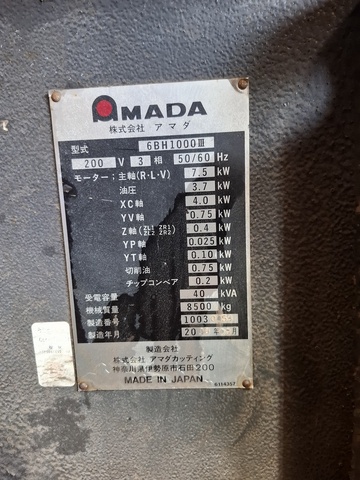 AMADA
株式会社 アマダ
型式 6BH1000Ⅲ
200 V 3 相 50/60 Hz
モーター:主軸(R・L・V) 7.5 kW
油圧 3.7 kW
XC軸 4.0 kW
YV軸 0.75 kW
Z軸(ZL1 ZR1 ZL2 ZR2) 0.4 kW
YP軸 0.025 kW
YT軸 0.10 kW
切削油 0.75 kW
チップコンベア 0.2 kW
受電容量 40 kVA
機械質量 8500 kg
製造番号 1003
製造年月 20
製造会社
株式会社 アマダカッティング
神奈川県伊勢原市石田200
MADE IN JAPAN
6114357